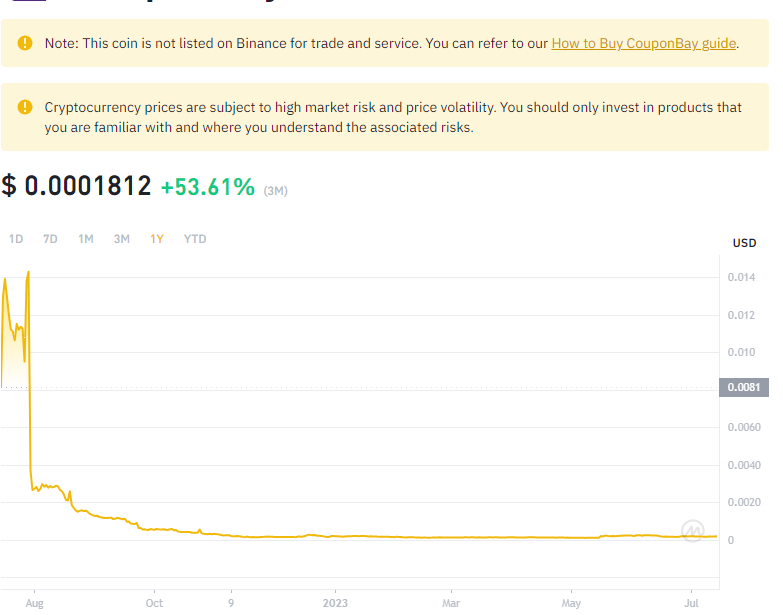 Note: This coin is not listed on Binance for trade and service. You can refer to our How to Buy CouponBay guide.
Cryptocurrency prices are subject to high market risk and price volatility. You should only invest in products that
you are familiar with and where you understand the associated risks.
$ 0.0001812 +53.61% (3M)
1D 7D 1M 3M 1Y YTD
USD
0.014
0.012
0.010
0.0081
0.0060
0.0040
0.0020
0
Aug Oct 9 2023 Mar May Jul